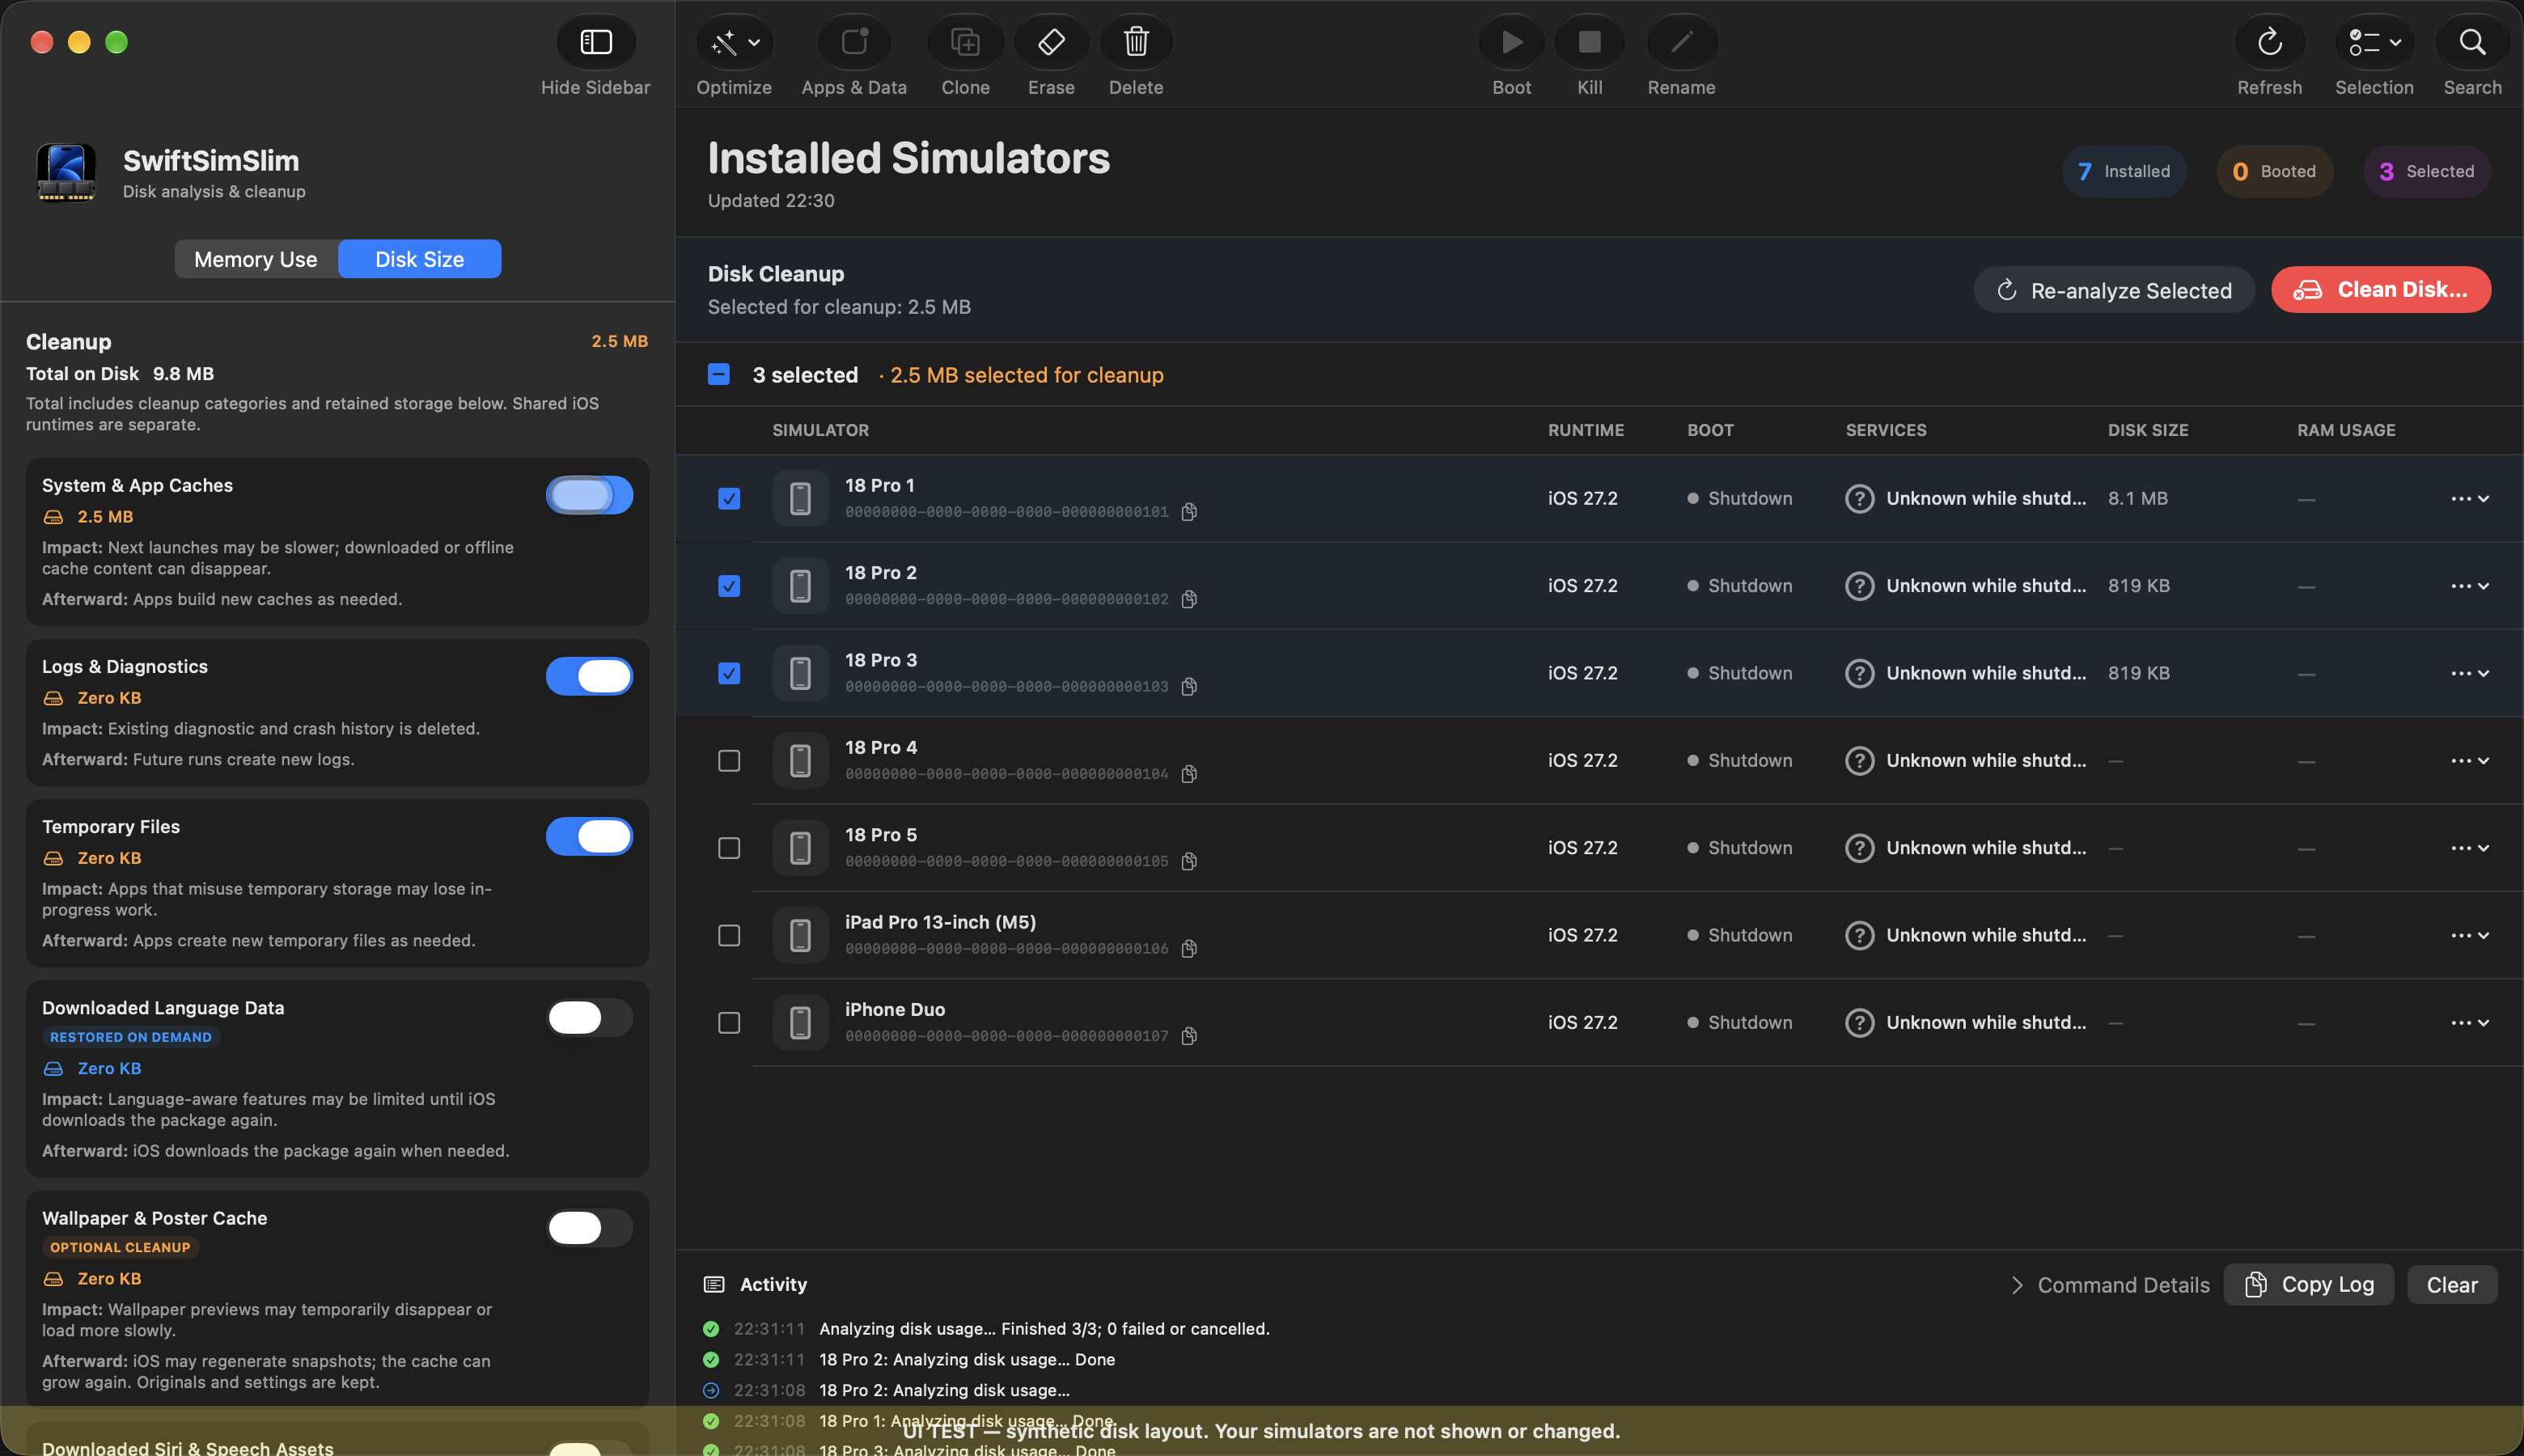 Hide Sidebar
Optimize
Apps & Data
Clone
Erase
Delete
Boot
Kill
Rename
Refresh
Selection
Search
SwiftSimSlim
Disk analysis & cleanup
Memory Use
Disk Size
Cleanup
2.5 MB
Total on Disk 9.8 MB
Total includes cleanup categories and retained storage below. Shared iOS
runtimes are separate.
System & App Caches
2.5 MB
Impact: Next launches may be slower; downloaded or offline
cache content can disappear.
Afterward: Apps build new caches as needed.
Logs & Diagnostics
Zero KB
Impact: Existing diagnostic and crash history is deleted.
Afterward: Future runs create new logs.
Temporary Files
Zero KB
Impact: Apps that misuse temporary storage may lose in-
progress work.
Afterward: Apps create new temporary files as needed.
Downloaded Language Data
RESTORED ON DEMAND
Zero KB
Impact: Language-aware features may be limited until iOS
downloads the package again.
Afterward: iOS downloads the package again when needed.
Wallpaper & Poster Cache
OPTIONAL CLEANUP
Zero KB
Impact: Wallpaper previews may temporarily disappear or
load more slowly.
Afterward: iOS may regenerate snapshots; the cache can
grow again. Originals and settings are kept.
Downloaded Siri & Speech Assets
Installed Simulators
Updated 22:30
7 Installed
0 Booted
3 Selected
Disk Cleanup
Selected for cleanup: 2.5 MB
Re-analyze Selected
Clean Disk...
3 selected · 2.5 MB selected for cleanup
SIMULATOR RUNTIME BOOT SERVICES DISK SIZE RAM USAGE
18 Pro 1
00000000-0000-0000-0000-000000000101
iOS 27.2 Shutdown Unknown while shutd... 8.1 MB —
18 Pro 2
00000000-0000-0000-0000-000000000102
iOS 27.2 Shutdown Unknown while shutd... 819 KB —
18 Pro 3
00000000-0000-0000-0000-000000000103
iOS 27.2 Shutdown Unknown while shutd... 819 KB —
18 Pro 4
00000000-0000-0000-0000-000000000104
iOS 27.2 Shutdown Unknown while shutd... — —
18 Pro 5
00000000-0000-0000-0000-000000000105
iOS 27.2 Shutdown Unknown while shutd... — —
iPad Pro 13-inch (M5)
00000000-0000-0000-0000-000000000106
iOS 27.2 Shutdown Unknown while shutd... — —
iPhone Duo
00000000-0000-0000-0000-000000000107
iOS 27.2 Shutdown Unknown while shutd... — —
Activity
Command Details
Copy Log
Clear
22:31:11 Analyzing disk usage... Finished 3/3; 0 failed or cancelled.
22:31:11 18 Pro 2: Analyzing disk usage... Done
22:31:08 18 Pro 2: Analyzing disk usage...
22:31:08 18 Pro 1: Analyzing disk usage... Done
22:31:08 18 Pro 3: Analyzing disk usage... Done
UI TEST — synthetic disk layout. Your simulators are not shown or changed.